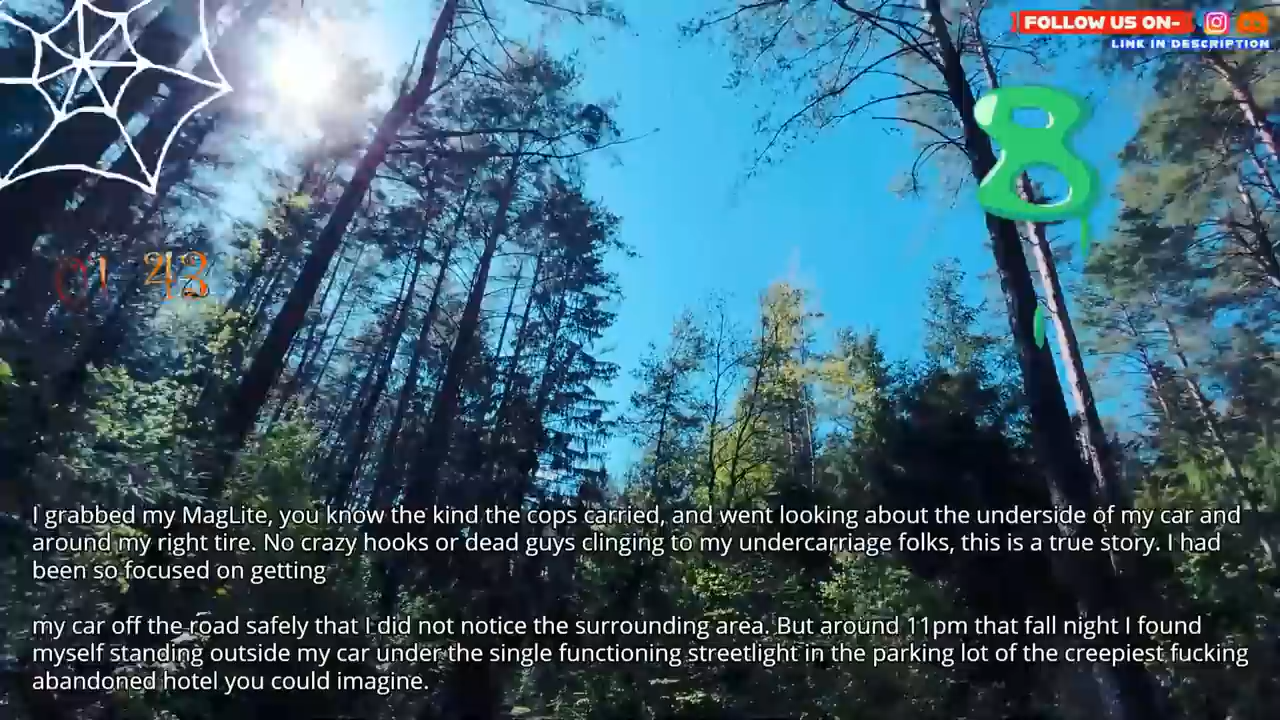 FOLLOW US ON-
LINK IN DESCRIPTION
8
01 43
I grabbed my MagLite, you know the kind the cops carried, and went looking about the underside of my car and
around my right tire. No crazy hooks or dead guys clinging to my undercarriage folks, this is a true story. I had
been so focused on getting
my car off the road safely that I did not notice the surrounding area. But around 11pm that fall night I found
myself standing outside my car under the single functioning streetlight in the parking lot of the creepiest fucking
abandoned hotel you could imagine.